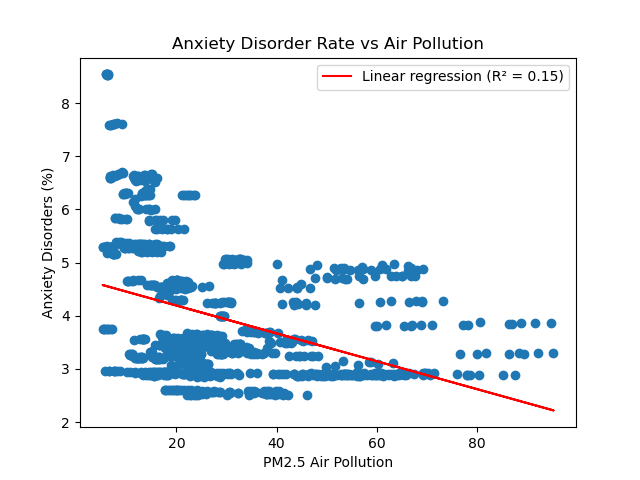 Anxiety Disorder Rate vs Air Pollution
Linear regression (R² = 0.15)
Anxiety Disorders (%)
8
7
6
5
4
3
2
20 40 60 80
PM2.5 Air Pollution